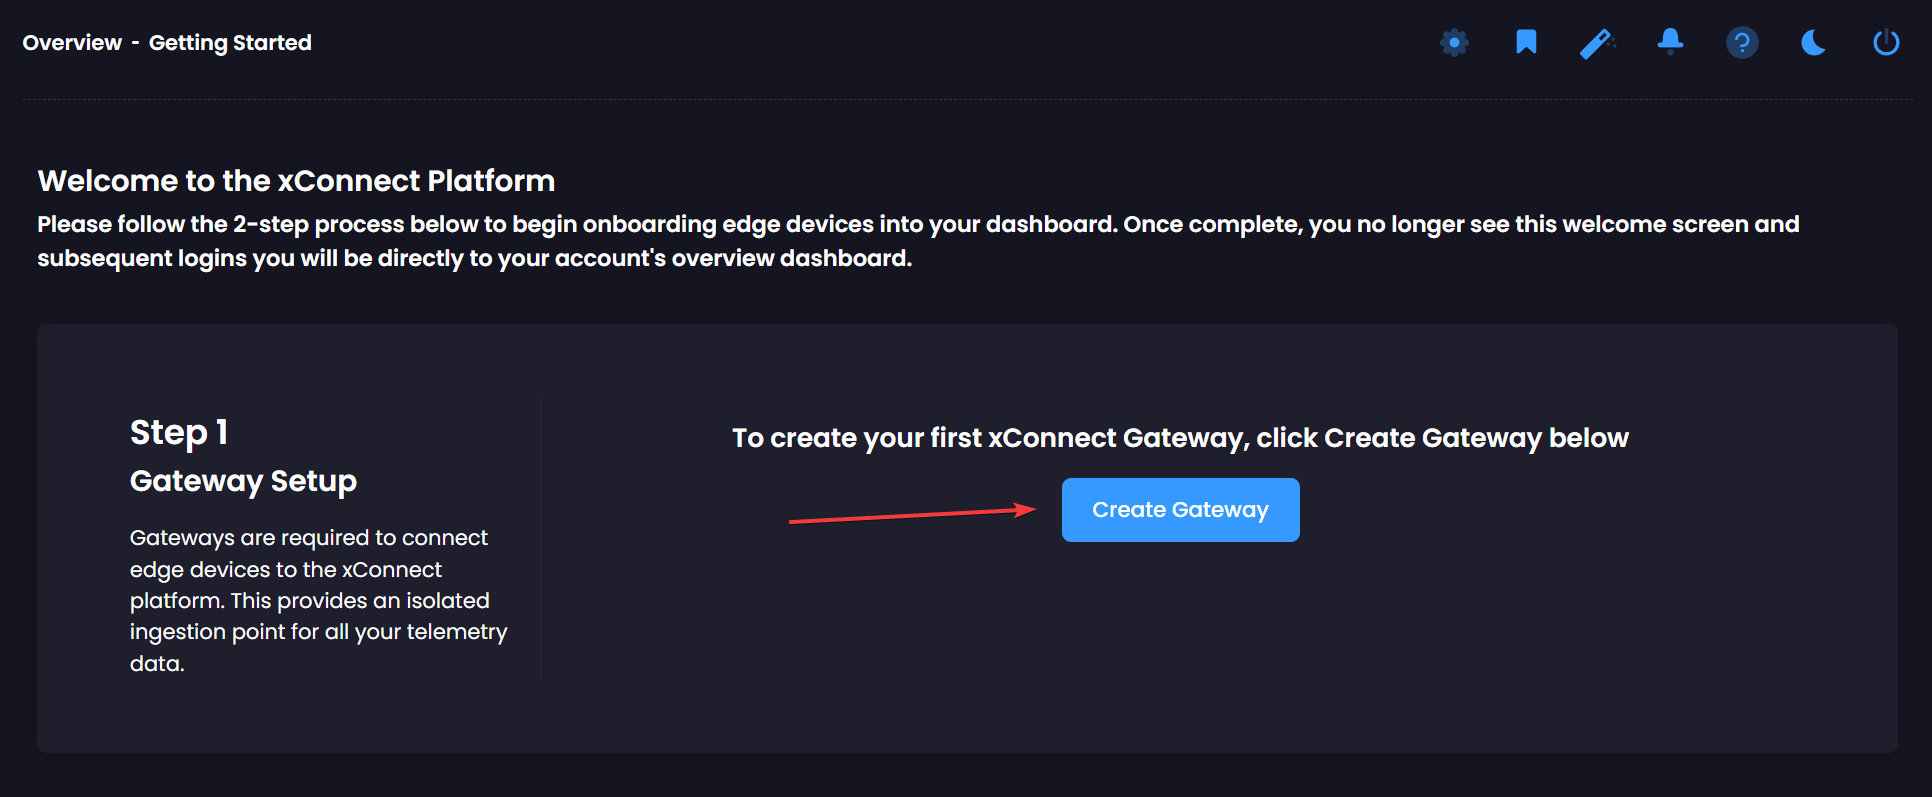 Overview - Getting Started
Welcome to the xConnect Platform
Please follow the 2-step process below to begin onboarding edge devices into your dashboard. Once complete, you no longer see this welcome screen and
subsequent logins you will be directly to your account's overview dashboard.
Step 1
Gateway Setup
Gateways are required to connect
edge devices to the xConnect
platform. This provides an isolated
ingestion point for all your telemetry
data.
To create your first xConnect Gateway, click Create Gateway below
Create Gateway